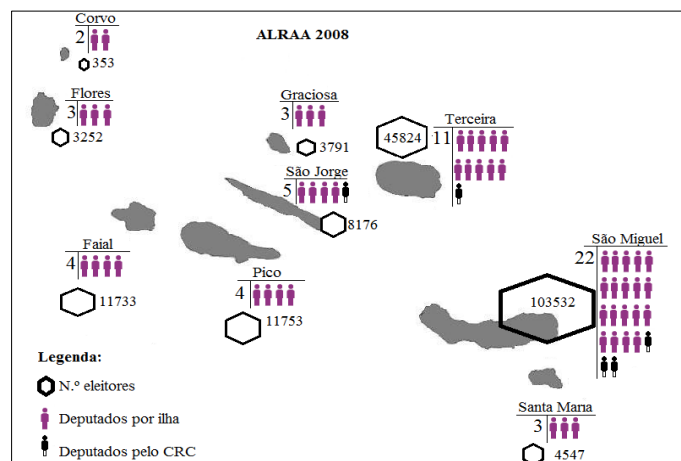 ALRAA 2008
Corvo
2
353
Flores
3
3252
Graciosa
3
3791
Terceira
11
45824
São Jorge
5
8176
Faial
4
11733
Pico
4
11753
São Miguel
22
103532
Santa Maria
3
4547
Legenda:
N.º eleitores
Deputados por ilha
Deputados pelo CRC